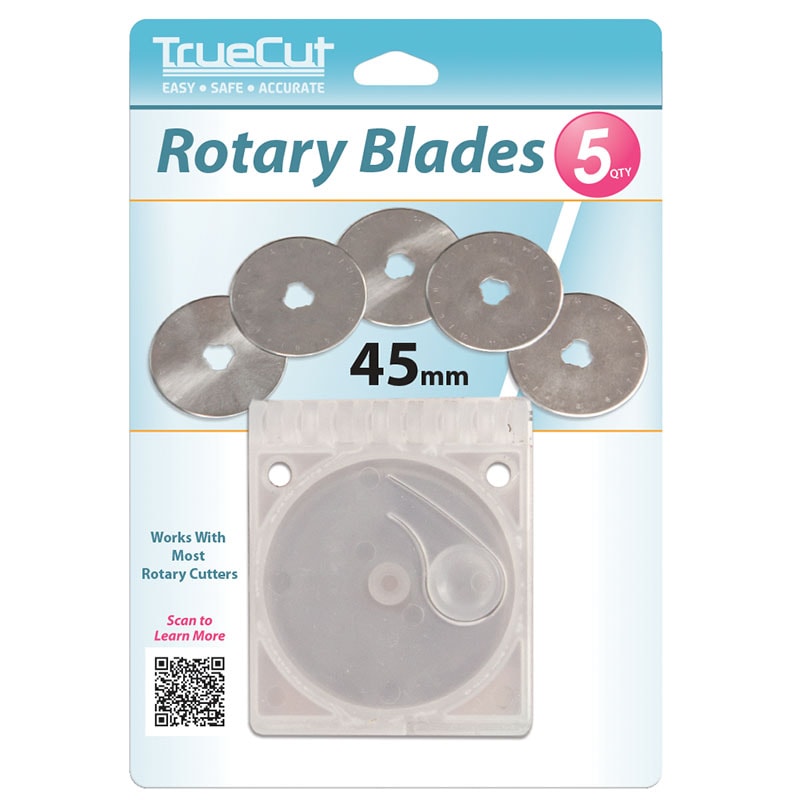 TrueCut
EASY • SAFE • ACCURATE
Rotary Blades
5 QTY
45mm
Works With
Most
Rotary Cutters
Scan to
Learn More